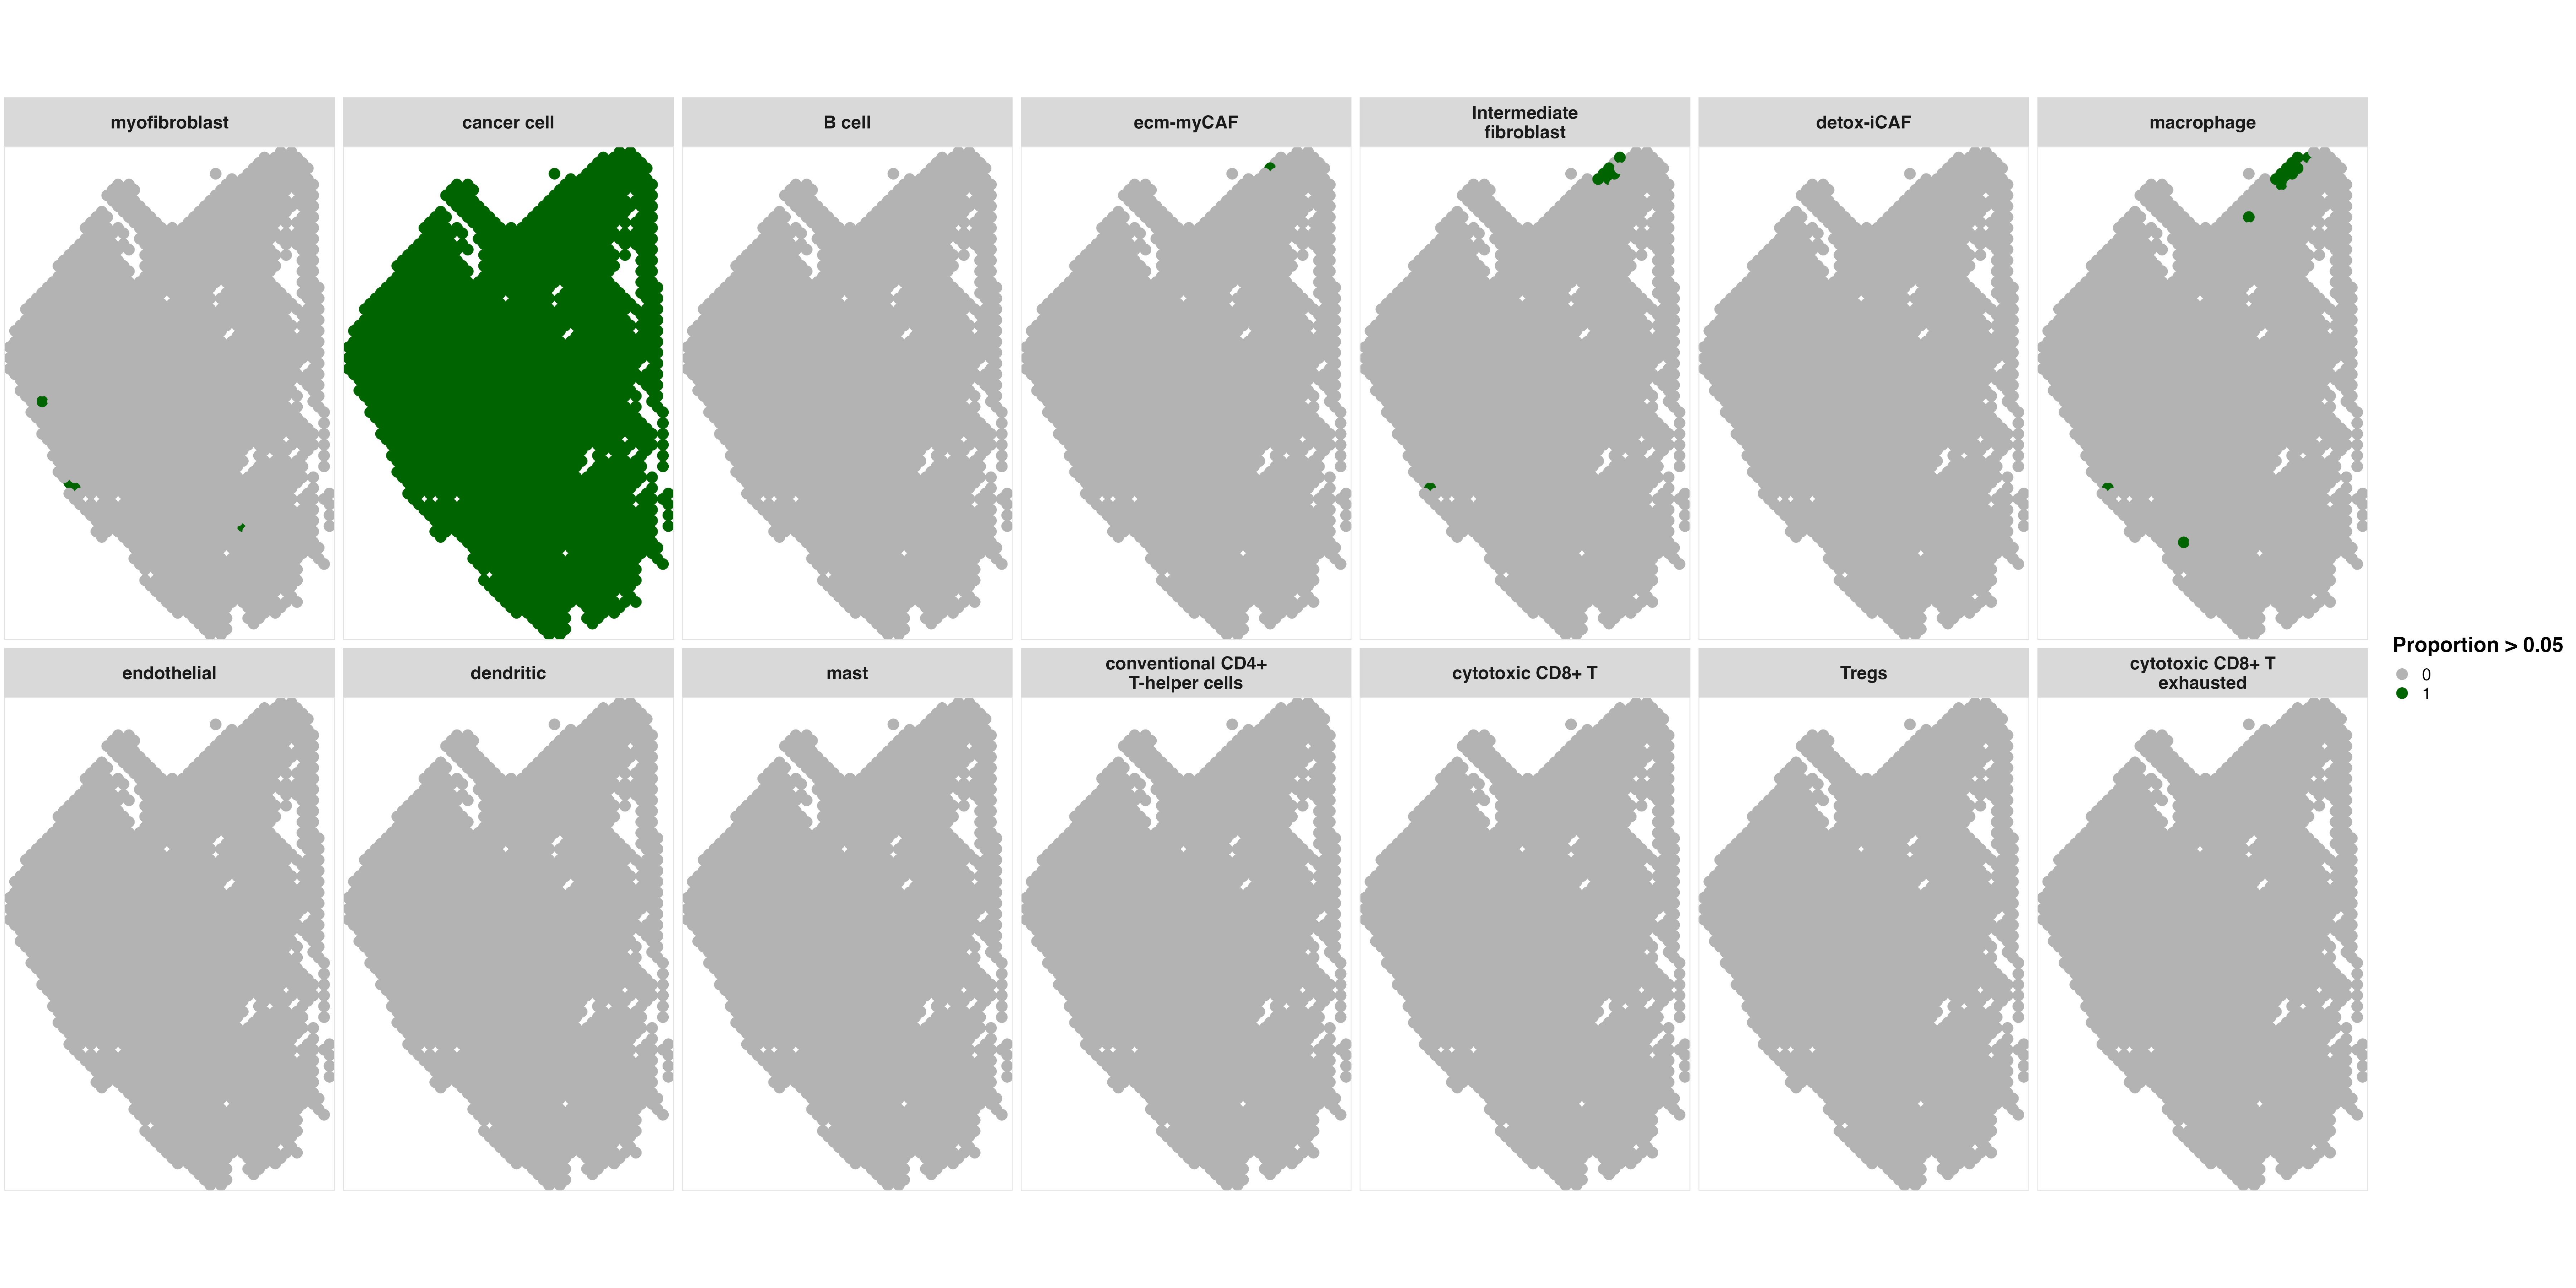 myofibroblast
cancer cell
B cell
ecm-myCAF
Intermediate
fibroblast
detox-iCAF
macrophage
endothelial
dendritic
mast
conventional CD4+
T-helper cells
cytotoxic CD8+ T
Tregs
cytotoxic CD8+ T
exhausted
Proportion > 0.05
0
1